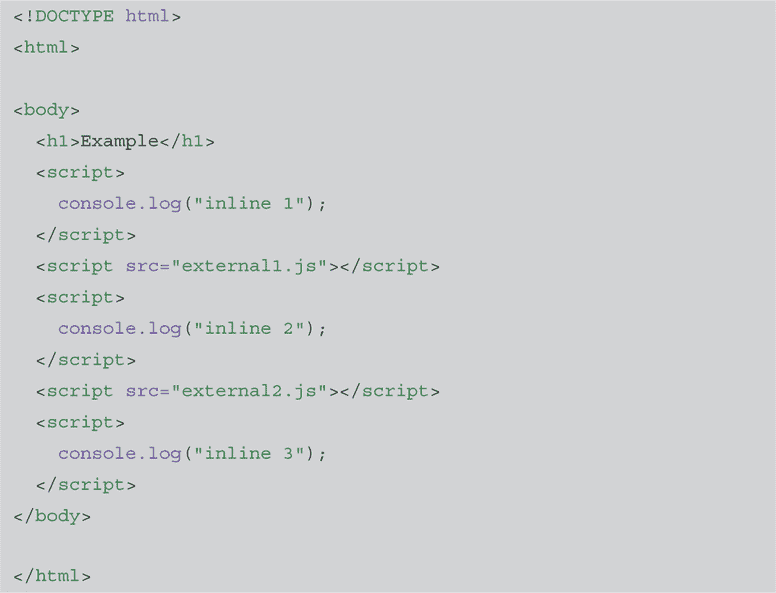 <!DOCTYPE html>
<html>
<body>
<h1>Example</h1>
<script>
console.log("inline 1");
</script>
<script src="external1.js"></script>
<script>
console.log("inline 2");
</script>
<script src="external2.js"></script>
<script>
console.log("inline 3");
</script>
</body>
</html>